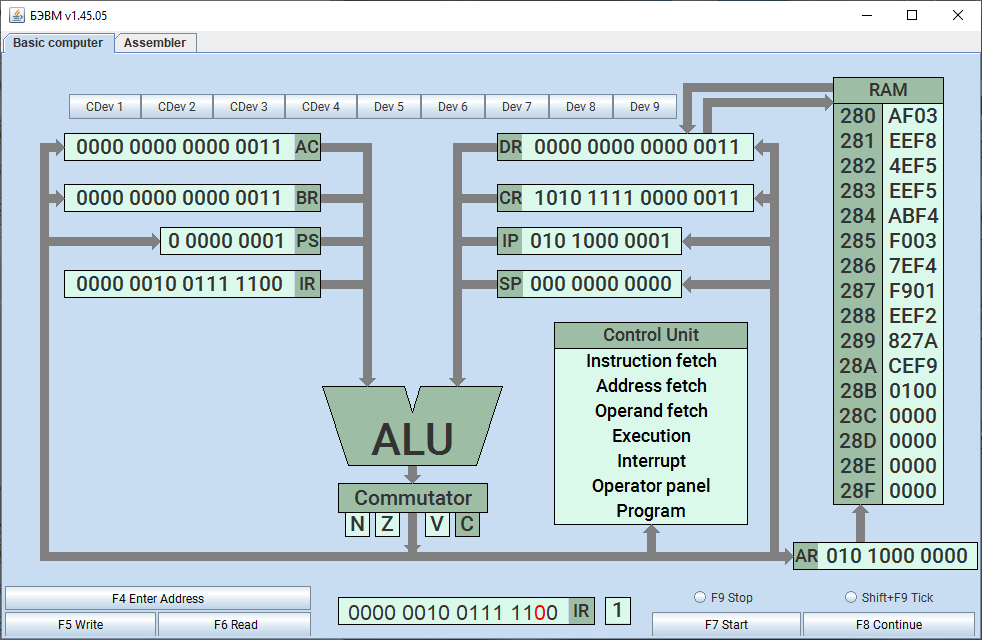 БЭВМ v1.45.05
Basic computer Assembler
CDev 1 CDev 2 CDev 3 CDev 4 Dev 5 Dev 6 Dev 7 Dev 8 Dev 9
RAM
280 AF03
281 EEF8
282 4EF5
283 EEF5
284 ABF4
285 F003
286 7EF4
287 F901
288 EEF2
289 827A
28A CEF9
28B 0100
28C 0000
28D 0000
28E 0000
28F 0000
0000 0000 0000 0011 AC
DR 0000 0000 0000 0011
0000 0000 0000 0011 BR
CR 1010 1111 0000 0011
0 0000 0001 PS
IP 010 1000 0001
0000 0010 0111 1100 IR
SP 000 0000 0000
Control Unit
Instruction fetch
Address fetch
Operand fetch
Execution
Interrupt
Operator panel
Program
ALU
Commutator
N Z V C
AR 010 1000 0000
F4 Enter Address
F5 Write F6 Read
0000 0010 0111 1100 IR 1
F9 Stop Shift+F9 Tick
F7 Start F8 Continue